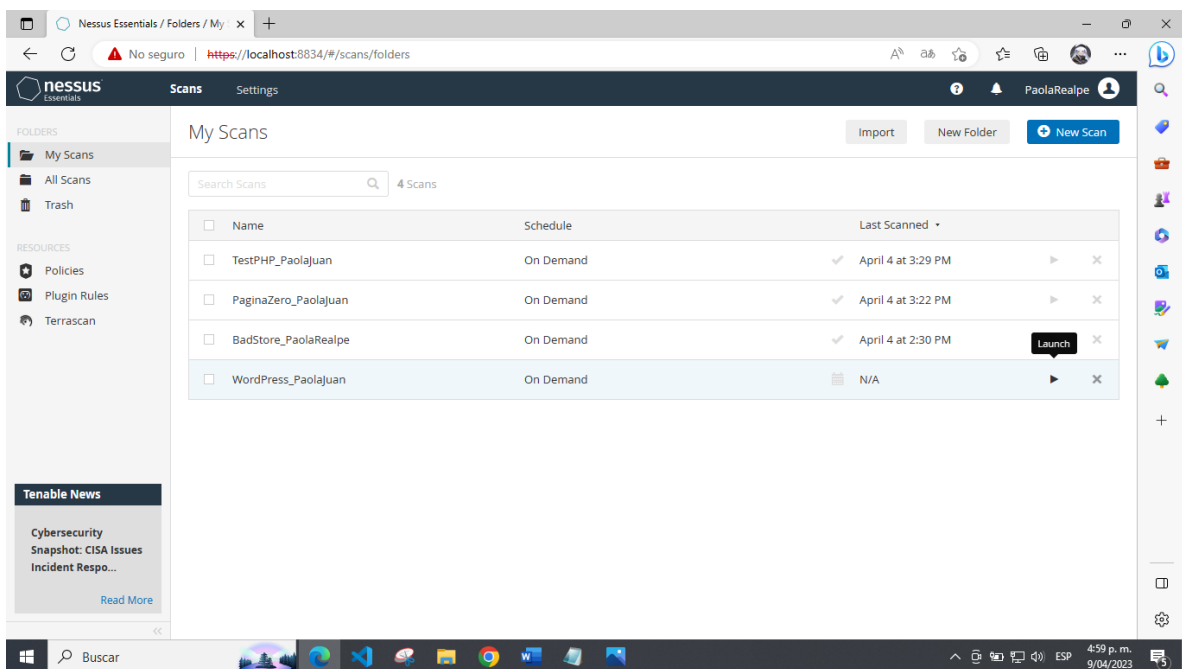 Nessus Essentials / Folders / My
No seguro | https://localhost:8834/#/scans/folders
nessus
Essentials
Scans Settings PaolaRealpe
FOLDERS
My Scans
All Scans
Trash
RESOURCES
Policies
Plugin Rules
Terrascan
Tenable News
Cybersecurity
Snapshot: CISA Issues
Incident Respo...
Read More
My Scans Import New Folder New Scan
Search Scans 4 Scans
Name Schedule Last Scanned
TestPHP_PaolaJuan On Demand April 4 at 3:29 PM
PaginaZero_PaolaJuan On Demand April 4 at 3:22 PM
BadStore_PaolaRealpe On Demand April 4 at 2:30 PM
Launch
WordPress_PaolaJuan On Demand N/A
Buscar ESP 4:59 p. m.
9/04/2023